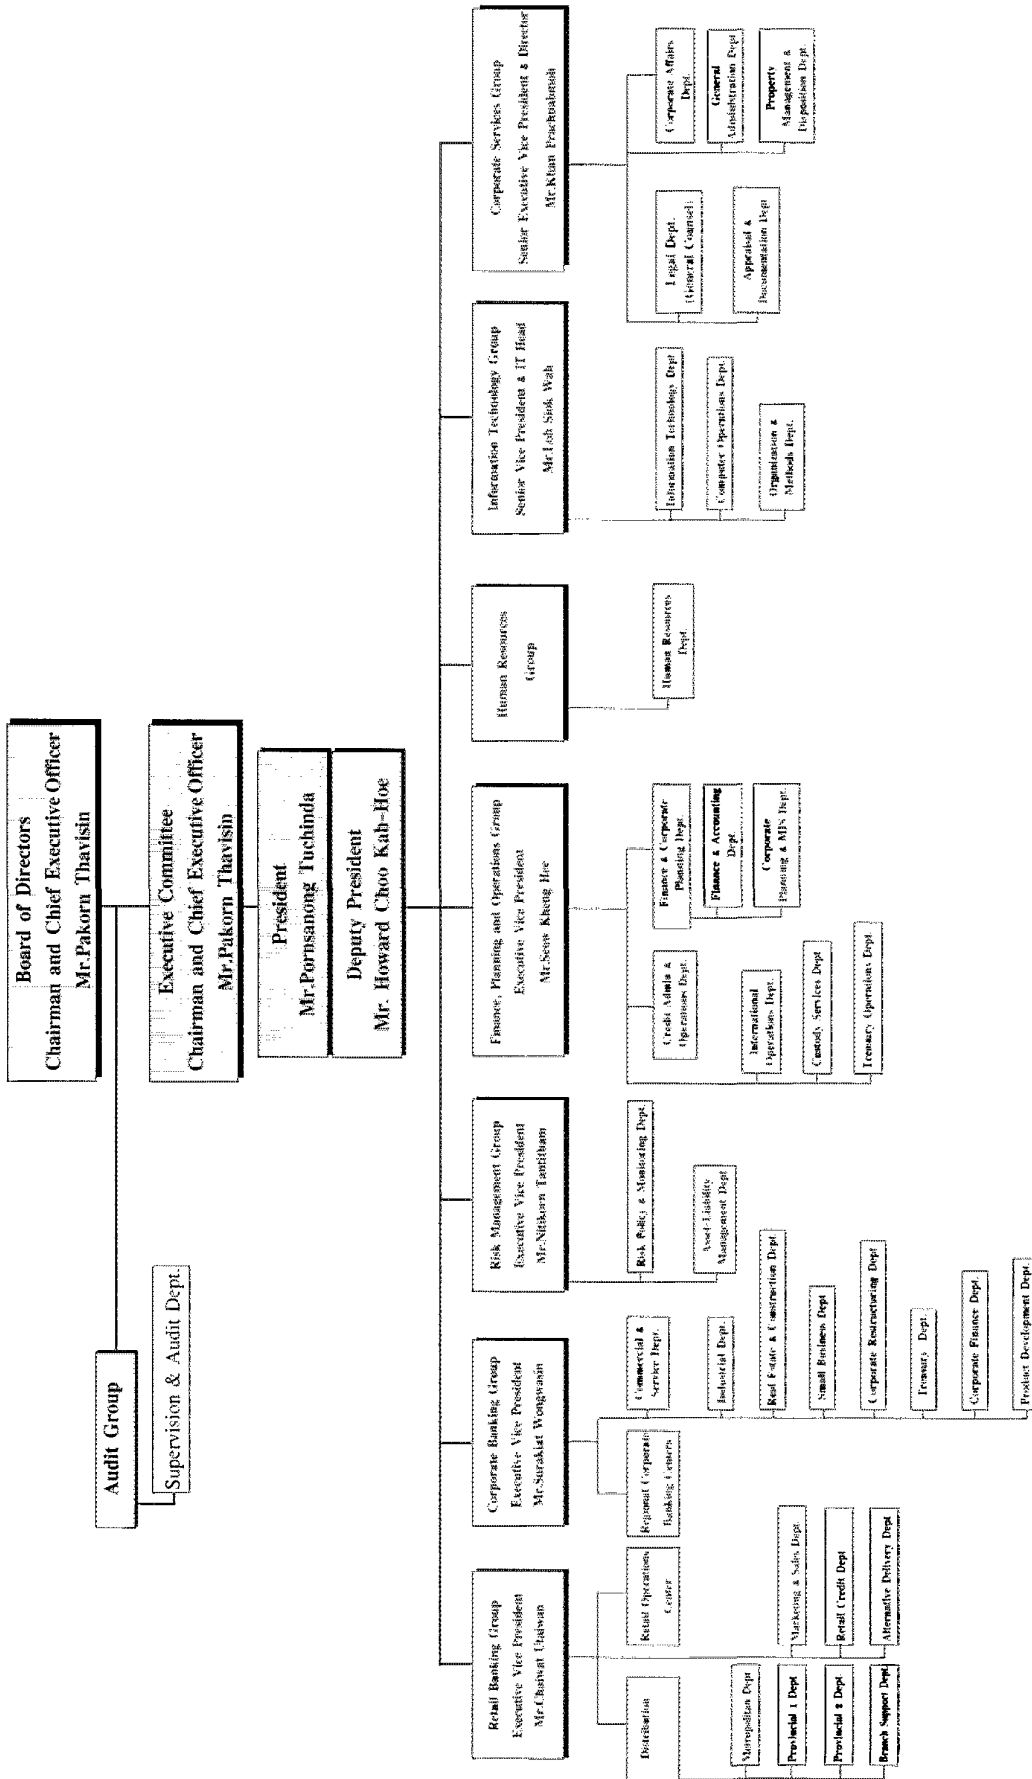 Board of Directors
Chairman and Chief Executive Officer
Mr.Pakorn Thavisin
Audit Group
Supervision & Audit Dept.
Executive Committee
Chairman and Chief Executive Officer
Mr.Pakorn Thavisin
President
Mr.Pornsanong Tuchinda
Deputy President
Mr. Howard Choo Kah-Hoe
Retail Banking Group
Executive Vice President
Mr.Chaiwat Utaiwan
Distribution
Metropolitan Dept
Provincial 1 Dept
Provincial 2 Dept.
Branch Support Dept.
Retail Operations
Center
Marketing & Sales Dept.
Retail Credit Dept
Alternative Delivery Dept
Corporate Banking Group
Executive Vice President
Mr.Surakiat Wongwasin
Regional Corporate
Banking Centers
Commercial &
Service Dept.
Industrial Dept.
Real Estate & Construction Dept.
Small Business Dept
Corporate Restructuring Dept
Treasury Dept.
Corporate Finance Dept.
Product Development Dept.
Risk Management Group
Executive Vice President
Mr.Nitikorn Tantitham
Risk Policy & Monitoring Dept.
Asset-Liability
Management Dept
Finance, Planning and Operations Group
Executive Vice President
Mr.Seow Kheng Hee
Credit Admin &
Operations Dept.
International
Operations Dept.
Custody Services Dept
Treasury Operations Dept.
Finance & Corporate
Planning Dept.
Finance & Accounting
Dept.
Corporate
Planning & MIS Dept.
Human Resources
Group
Human Resources
Dept.
Information Technology Group
Senior Vice President & IT Head
Mr.Loh Siok Wah
Information Technology Dept
Computer Operations Dept.
Organization &
Methods Dept.
Corporate Services Group
Senior Executive Vice President & Director
Mr.Khan Prachuabmoh
Legal Dept.
(General Counsel)
Appraisal &
Documentation Dept
Corporate Affairs
Dept.
General
Administration Dept
Property
Management &
Disposition Dept.